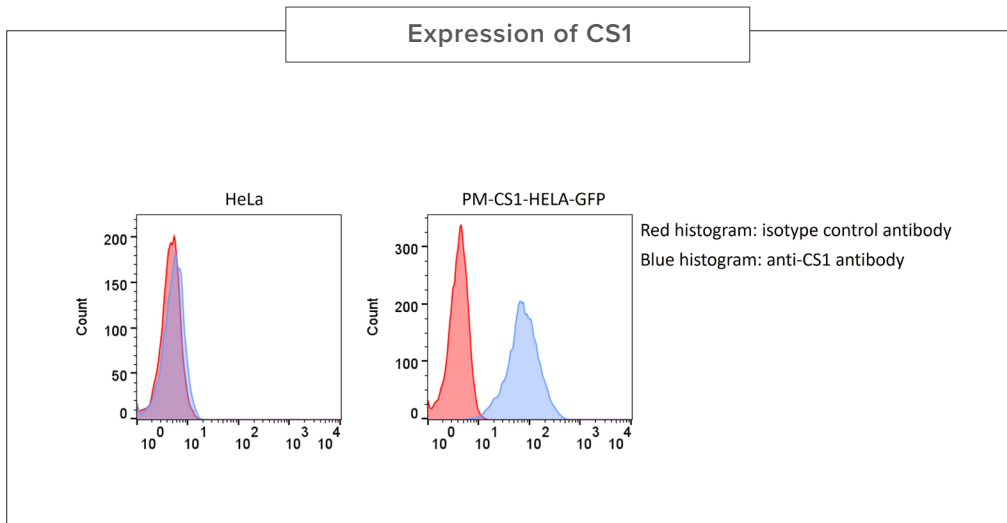 Expression of CS1
HeLa
200
150
100
50
0
Count
10^0 10^1 10^2 10^3 10^4
PM-CS1-HELA-GFP
300
200
100
0
Count
10^0 10^1 10^2 10^3 10^4
Red histogram: isotype control antibody
Blue histogram: anti-CS1 antibody